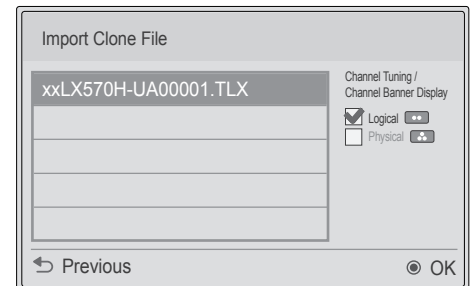 Import Clone File
xxLX570H-UA00001.TLX
Channel Tuning /
Channel Banner Display
Logical
Physical
Previous
OK